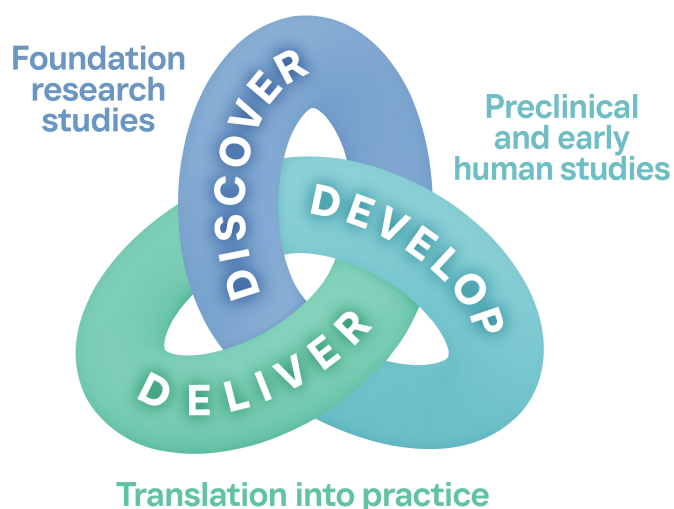 Foundation
research
studies
DISCOVER
Preclinical
and early
human studies
DEVELOP
DELIVER
Translation into practice